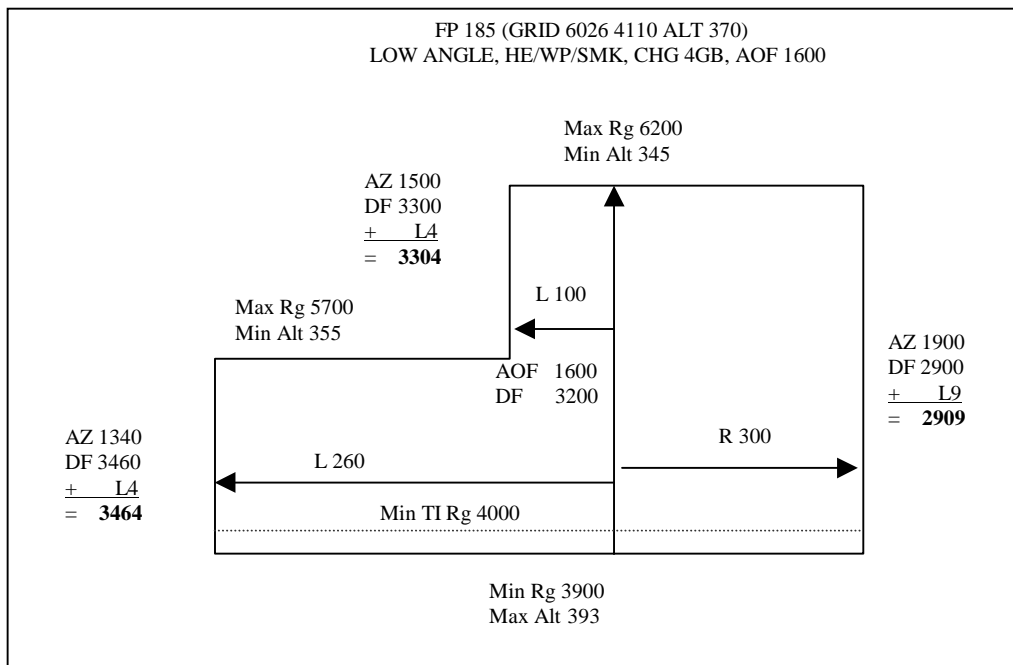 FP 185 (GRID 6026 4110 ALT 370)
LOW ANGLE, HE/WP/SMK, CHG 4GB, AOF 1600
Max Rg 6200
Min Alt 345
AZ 1500
DF 3300
+ L4
= 3304
L 100
Max Rg 5700
Min Alt 355
AOF 1600
DF 3200
AZ 1900
DF 2900
+ L9
= 2909
AZ 1340
DF 3460
+ L4
= 3464
L 260
R 300
Min TI Rg 4000
Min Rg 3900
Max Alt 393